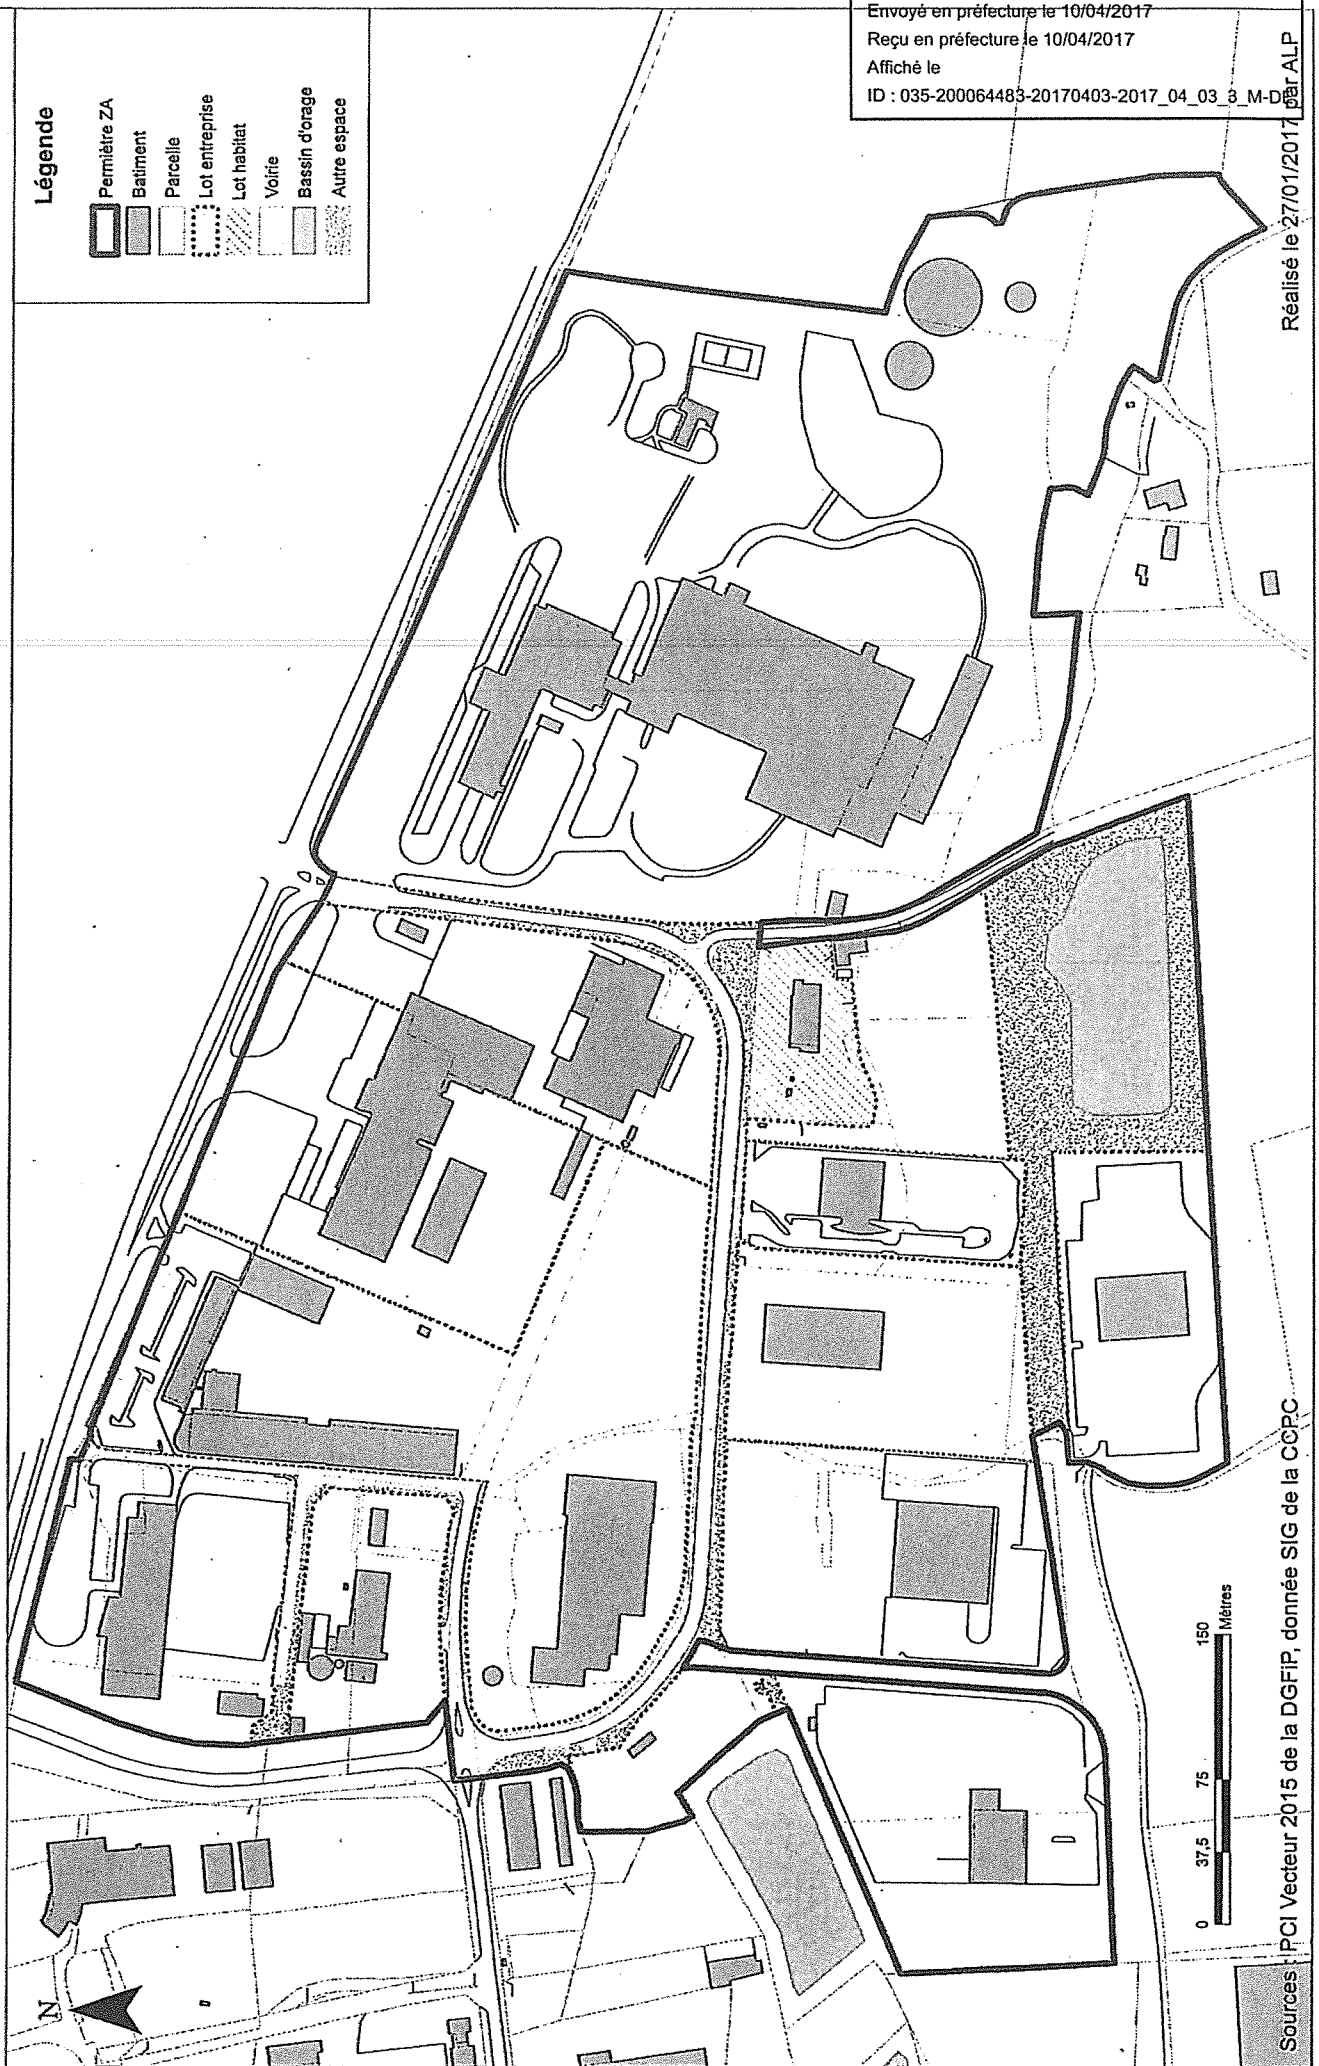 Envoyé en préfecture le 10/04/2017
Reçu en préfecture le 10/04/2017
Affiché le
ID : 035-200064483-20170403-2017_04_03_3_M-DE
Légende
Permiètre ZA
Batiment
Parcelle
Lot entreprise
Lot habitat
Voirie
Bassin d'orage
Autre espace
N
0 37,5 75 150
Mètres
Sources : PCI Vecteur 2015 de la DGFIP, donnée SIG de la CCPC
Réalisé le 27/01/2017 par ALP